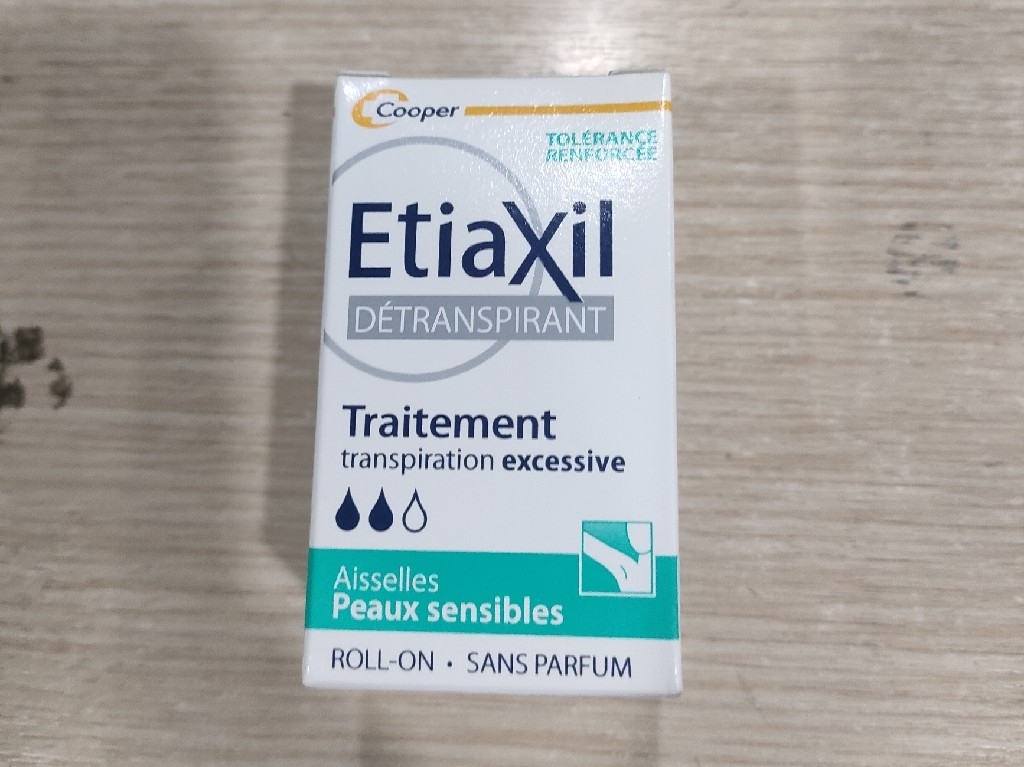 Cooper
TOLÉRANCE
RENFORCÉE
EtiaXil
DÉTRANSPIRANT
Traitement
transpiration excessive
Aisselles
Peaux sensibles
ROLL-ON • SANS PARFUM